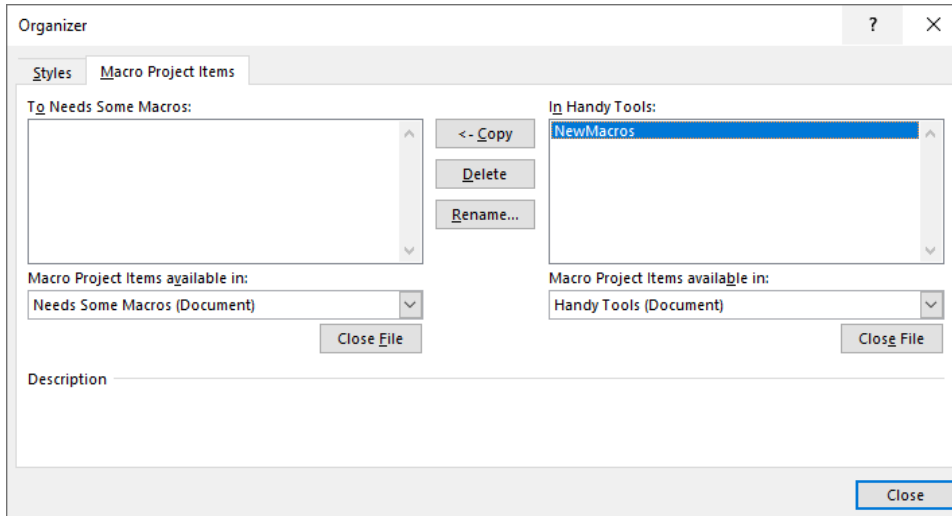 Organizer
?
Styles
Macro Project Items
To Needs Some Macros:
<- Copy
Delete
Rename...
In Handy Tools:
NewMacros
Macro Project Items available in:
Needs Some Macros (Document)
Close File
Macro Project Items available in:
Handy Tools (Document)
Close File
Description
Close